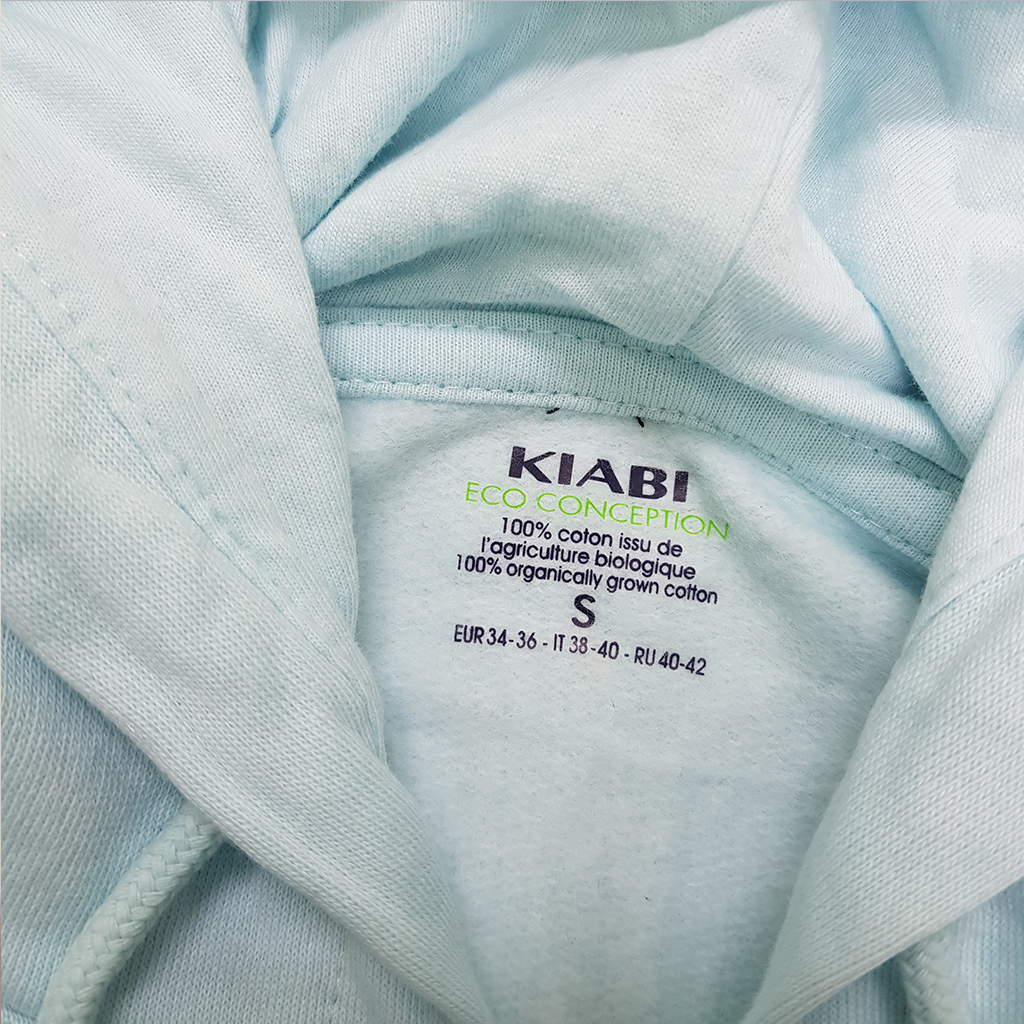 KIABI
ECO CONCEPTION
100% coton issu de
l'agriculture biologique
100% organically grown cotton
S
EUR 34-36 - IT 38-40 - RU 40-42